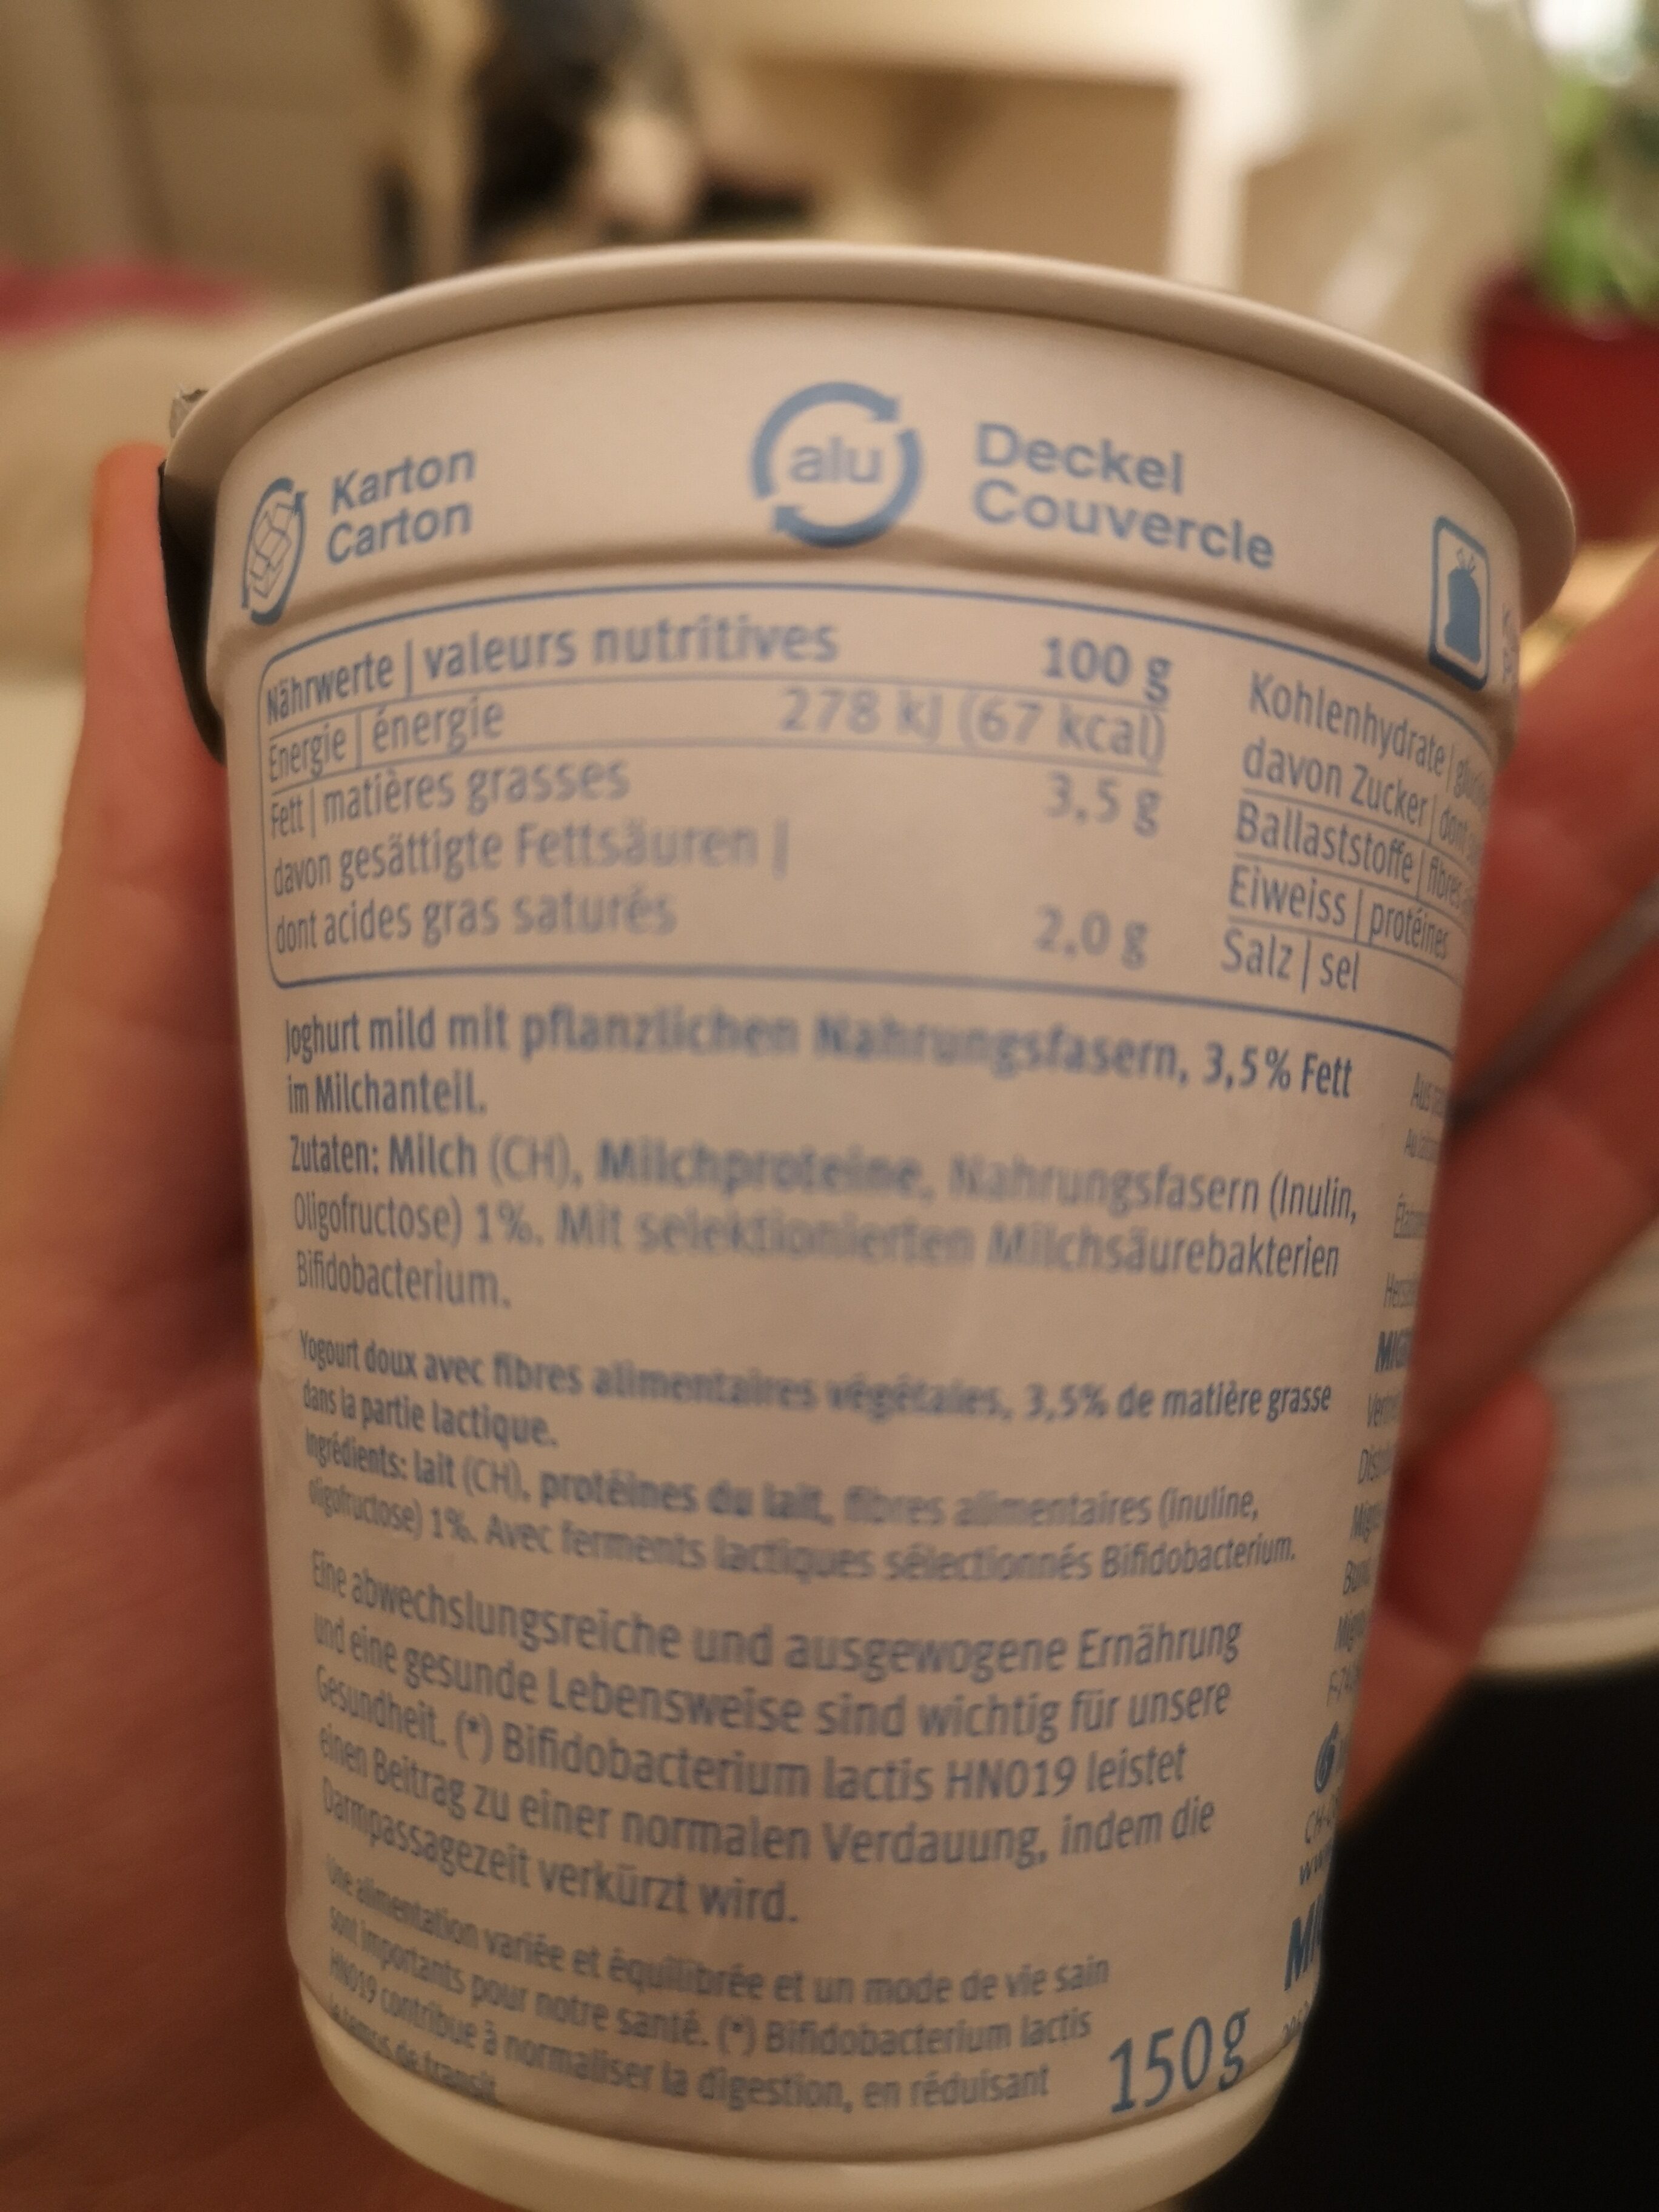 Karton
Carton
alu
Deckel
Couvercle
Nährwerte | valeurs nutritives 100 g
Energie | énergie 278 kJ (67 kcal)
Fett | matières grasses 3,5 g
davon gesättigte Fettsäuren |
dont acides gras saturés 2,0 g
Kohlenhydrate |
davon Zucker | dont
Ballaststoffe | fibres
Eiweiss | protéines
Salz | sel
Joghurt mild mit pflanzlichen Nahrungsfasern, 3,5% Fett
im Milchanteil.
Zutaten: Milch (CH), Milchproteine, Nahrungsfasern (Inulin,
Oligofructose) 1%. Mit selektionierten Milchsäurebakterien
Bifidobacterium.
Yogourt doux avec fibres alimentaires végétales, 3,5% de matière grasse
dans la partie lactique.
Ingrédients: lait (CH), protéines du lait, fibres alimentaires (inuline,
oligofructose) 1%. Avec ferments lactiques sélectionnés Bifidobacterium.
Eine abwechslungsreiche und ausgewogene Ernährung
und eine gesunde Lebensweise sind wichtig für unsere
Gesundheit. (*) Bifidobacterium lactis HN019 leistet
einen Beitrag zu einer normalen Verdauung, indem die
Darmpassagezeit verkürzt wird.
Une alimentation variée et équilibrée et un mode de vie sain
sont importants pour notre santé. (*) Bifidobacterium lactis
HN019 contribue à normaliser la digestion, en réduisant
le temps de transit
150g